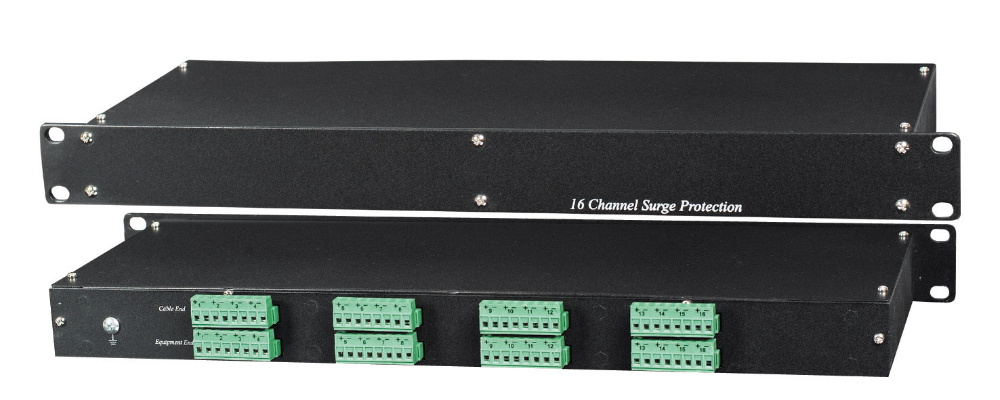 16 Channel Surge Protection
Cable End
+ 2 - + 3 - + 4 -
5 - + 6 - + 7 - + 8 -
9 + 10 + 11 + 12 -
+ 13 + 14 + 15 16
Equipment End
+ 1 - + 2 - 3 - + 4
+ 5 + 6 - + 7 - + 8 -
+ 9 + 10 + 11 + 12 -
+ 13 + 14 + 15 - + 16